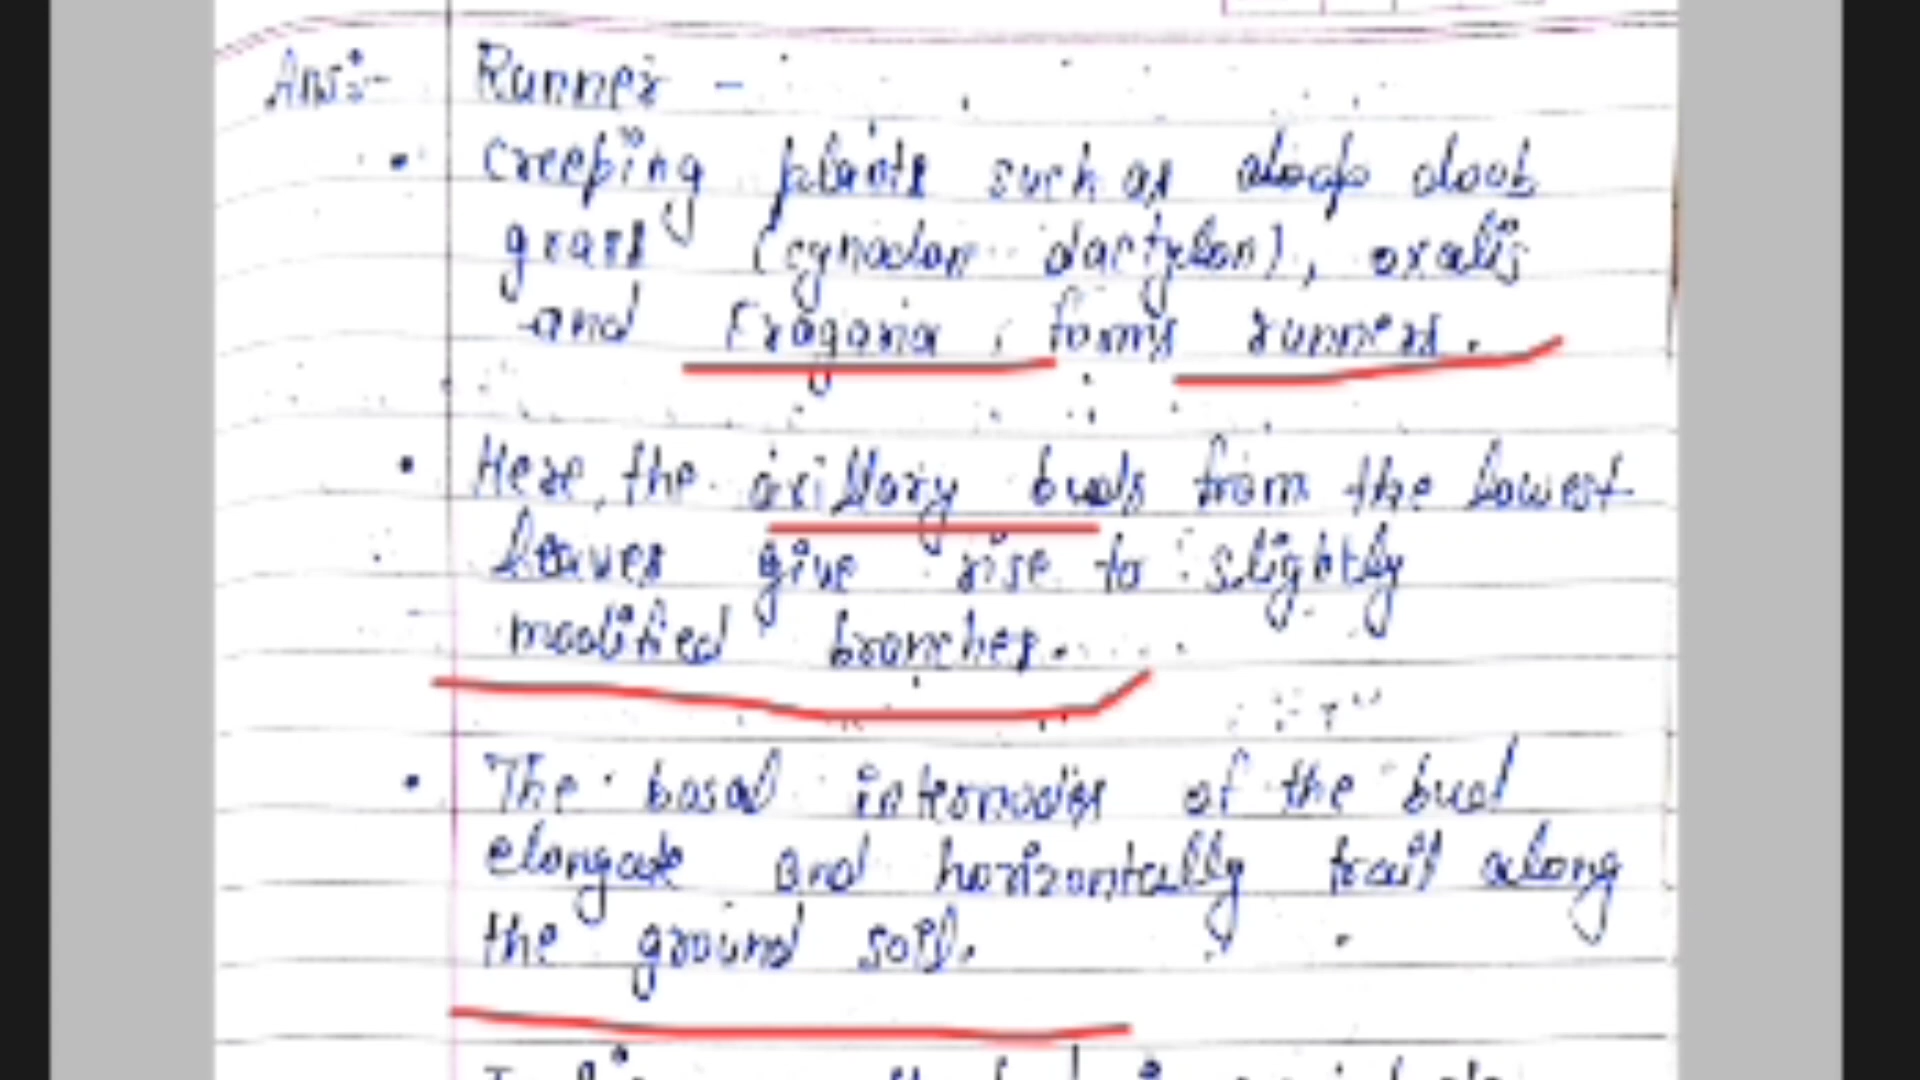 Ans:- Runner -
• Creeping plants such as doob
grass (cynodon dactylon), oxalis
and Fragaria, forms runners.
• Here, the axillary buds from the lowest
leaves give rise to slightly
modified branches.
• The basal internodes of the bud
elongate and horizontally trail along
the ground soil.